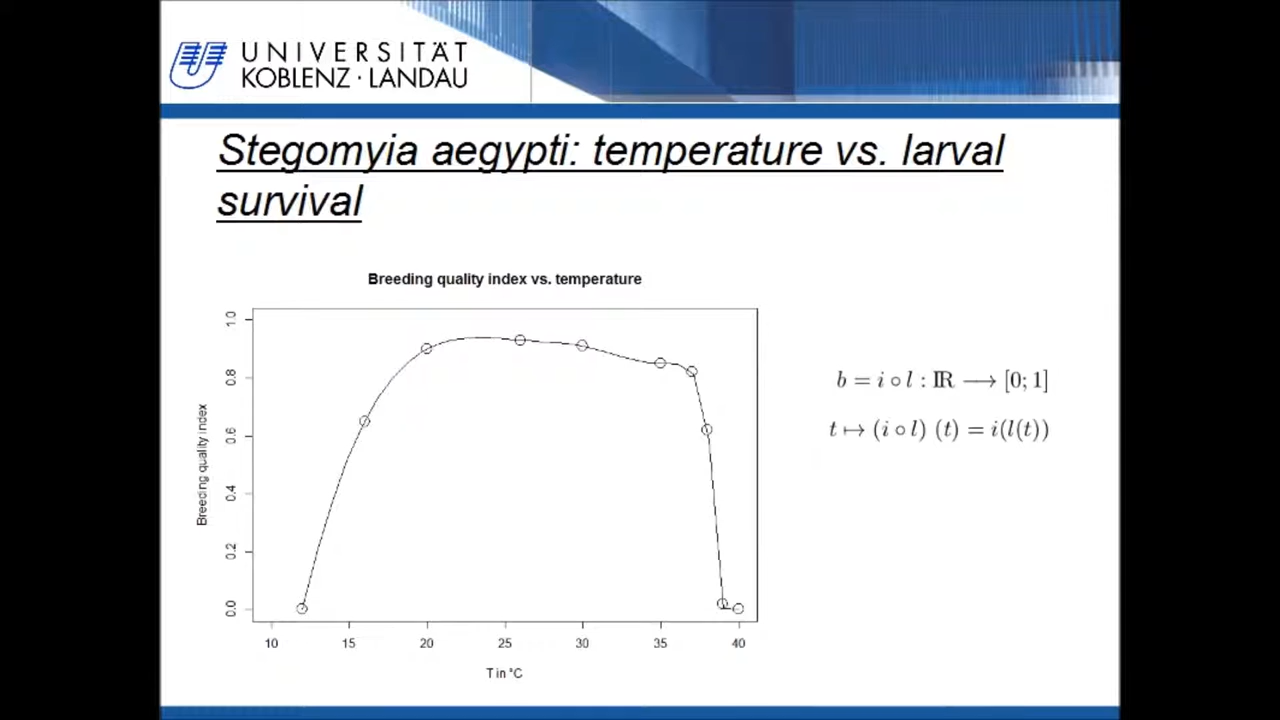 UNIVERSITÄT
KOBLENZ · LANDAU
Stegomyia aegypti: temperature vs. larval
survival
Breeding quality index vs. temperature
Breeding quality index
1.0
0.8
0.6
0.4
0.2
0.0
10 15 20 25 30 35 40
T in °C
b = i ∘ l : ℝ ⟶ [0; 1]
t ↦ (i ∘ l) (t) = i(l(t))